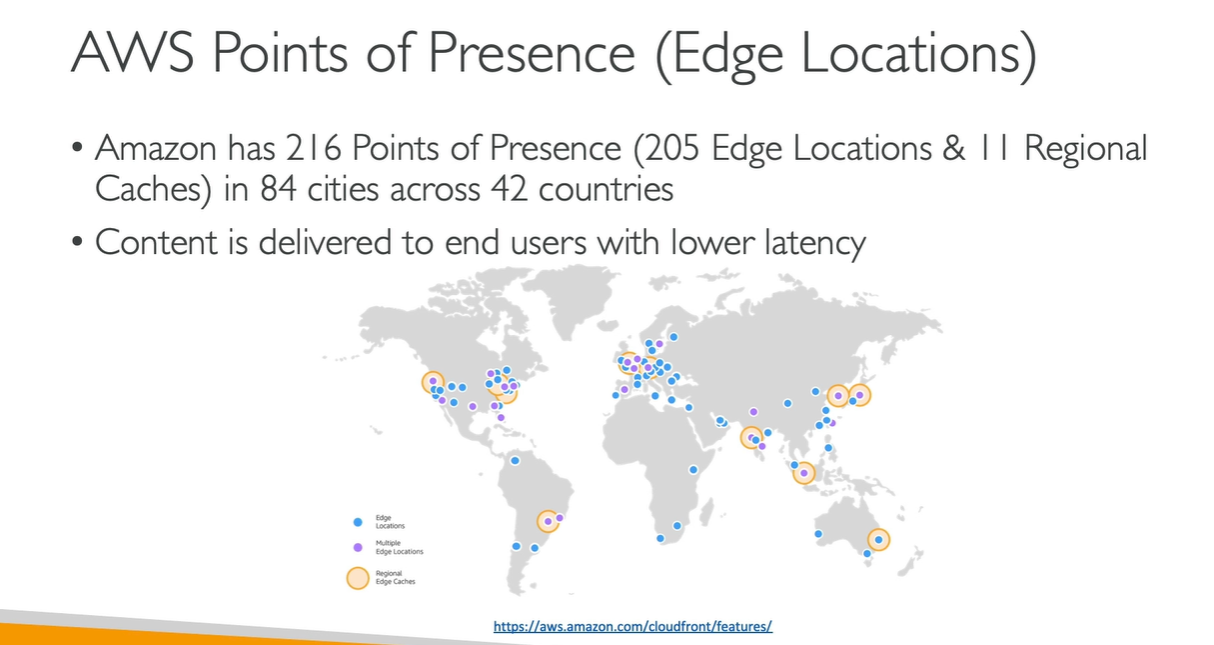 AWS Points of Presence (Edge Locations)
• Amazon has 216 Points of Presence (205 Edge Locations & 11 Regional
Caches) in 84 cities across 42 countries
• Content is delivered to end users with lower latency
Edge
Locations
Multiple
Edge Locations
Regional
Edge Caches
https://aws.amazon.com/cloudfront/features/